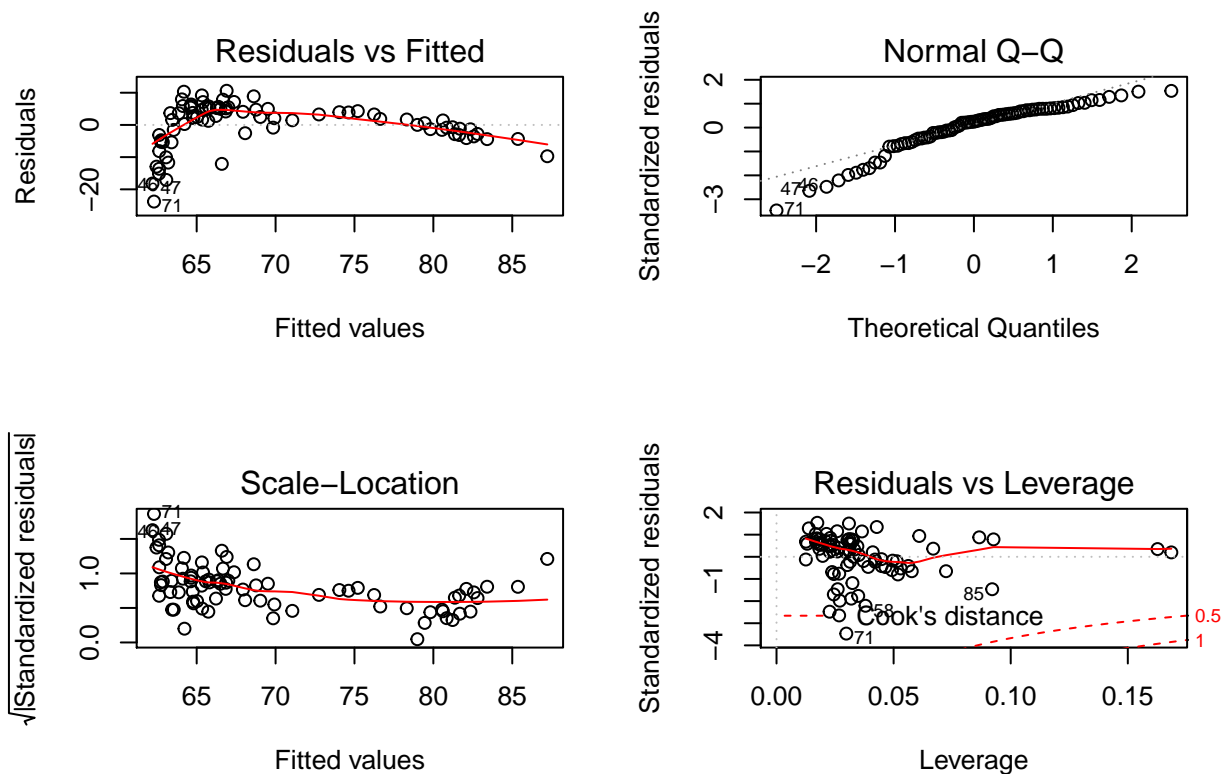 Residuals vs Fitted
Residuals
0
−20
46
47
71
65 70 75 80 85
Fitted values
Normal Q−Q
Standardized residuals
2
0
−3
47
46
71
−2 −1 0 1 2
Theoretical Quantiles
Scale−Location
√|Standardized residuals|
1.0
0.0
71
46
47
65 70 75 80 85
Fitted values
Residuals vs Leverage
Standardized residuals
2
−1
−4
85
58
Cook's distance
71
0.5
1
0.00 0.05 0.10 0.15
Leverage